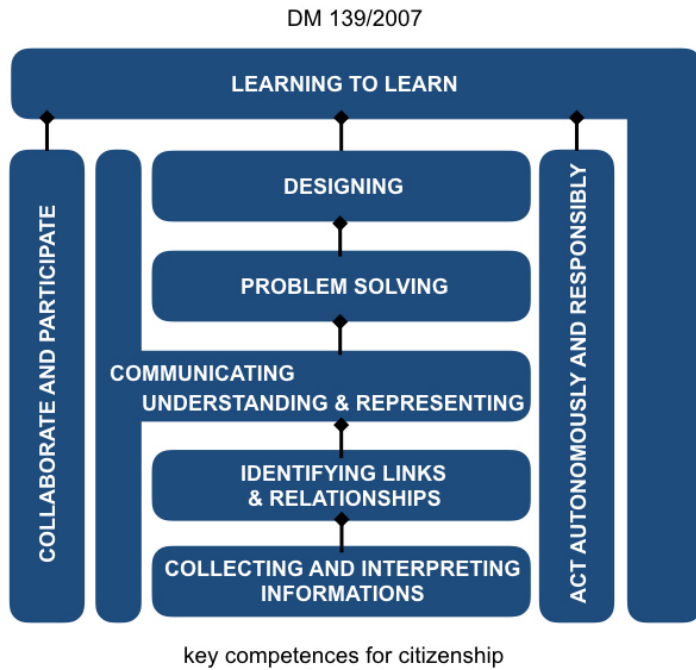 DM 139/2007
LEARNING TO LEARN
COLLABORATE AND PARTICIPATE
DESIGNING
PROBLEM SOLVING
COMMUNICATING
UNDERSTANDING & REPRESENTING
IDENTIFYING LINKS
& RELATIONSHIPS
COLLECTING AND INTERPRETING
INFORMATIONS
ACT AUTONOMOUSLY AND RESPONSIBLY
key competences for citizenship